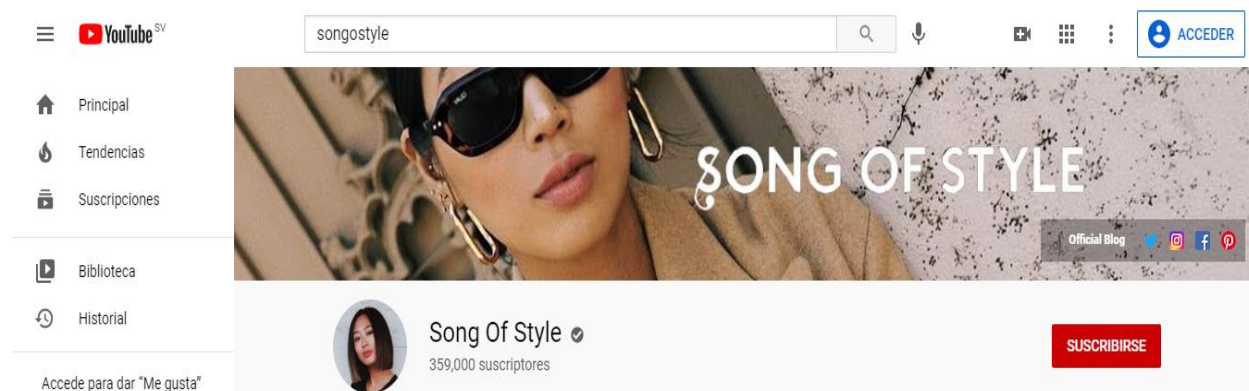 YouTube SV
songostyle
ACCEDER
Principal
Tendencias
Suscripciones
Biblioteca
Historial
Accede para dar "Me gusta"
SONG OF STYLE
Official Blog
Song Of Style
359,000 suscriptores
SUSCRIBIRSE